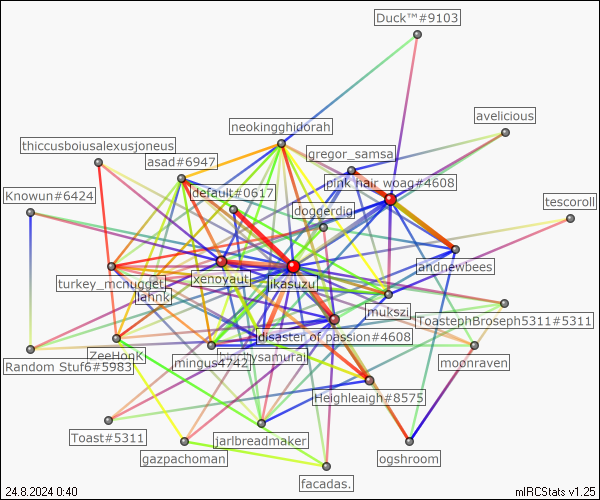 Duck™#9103
avelicious
neokingghidorah
thiccusboiusalexusjoneus
gregor_samsa
asad#6947
pink hair woag#4608
default#0617
Knowun#6424
tescoroll
doggerdig
andnewbees
xenoyaut
turkey_mcnugget
ikasuzu
lahnk
mukszi
ToastephBroseph5311#5311
disaster of passion#4608
ZeeHonk
mingus4742
moonraven
Random Stuf6#5983
Heighleaigh#8575
Toast#5311
jarlbreadmaker
gazpachoman
ogshroom
facadas.
24.8.2024 0:40
mIRCStats v1.25